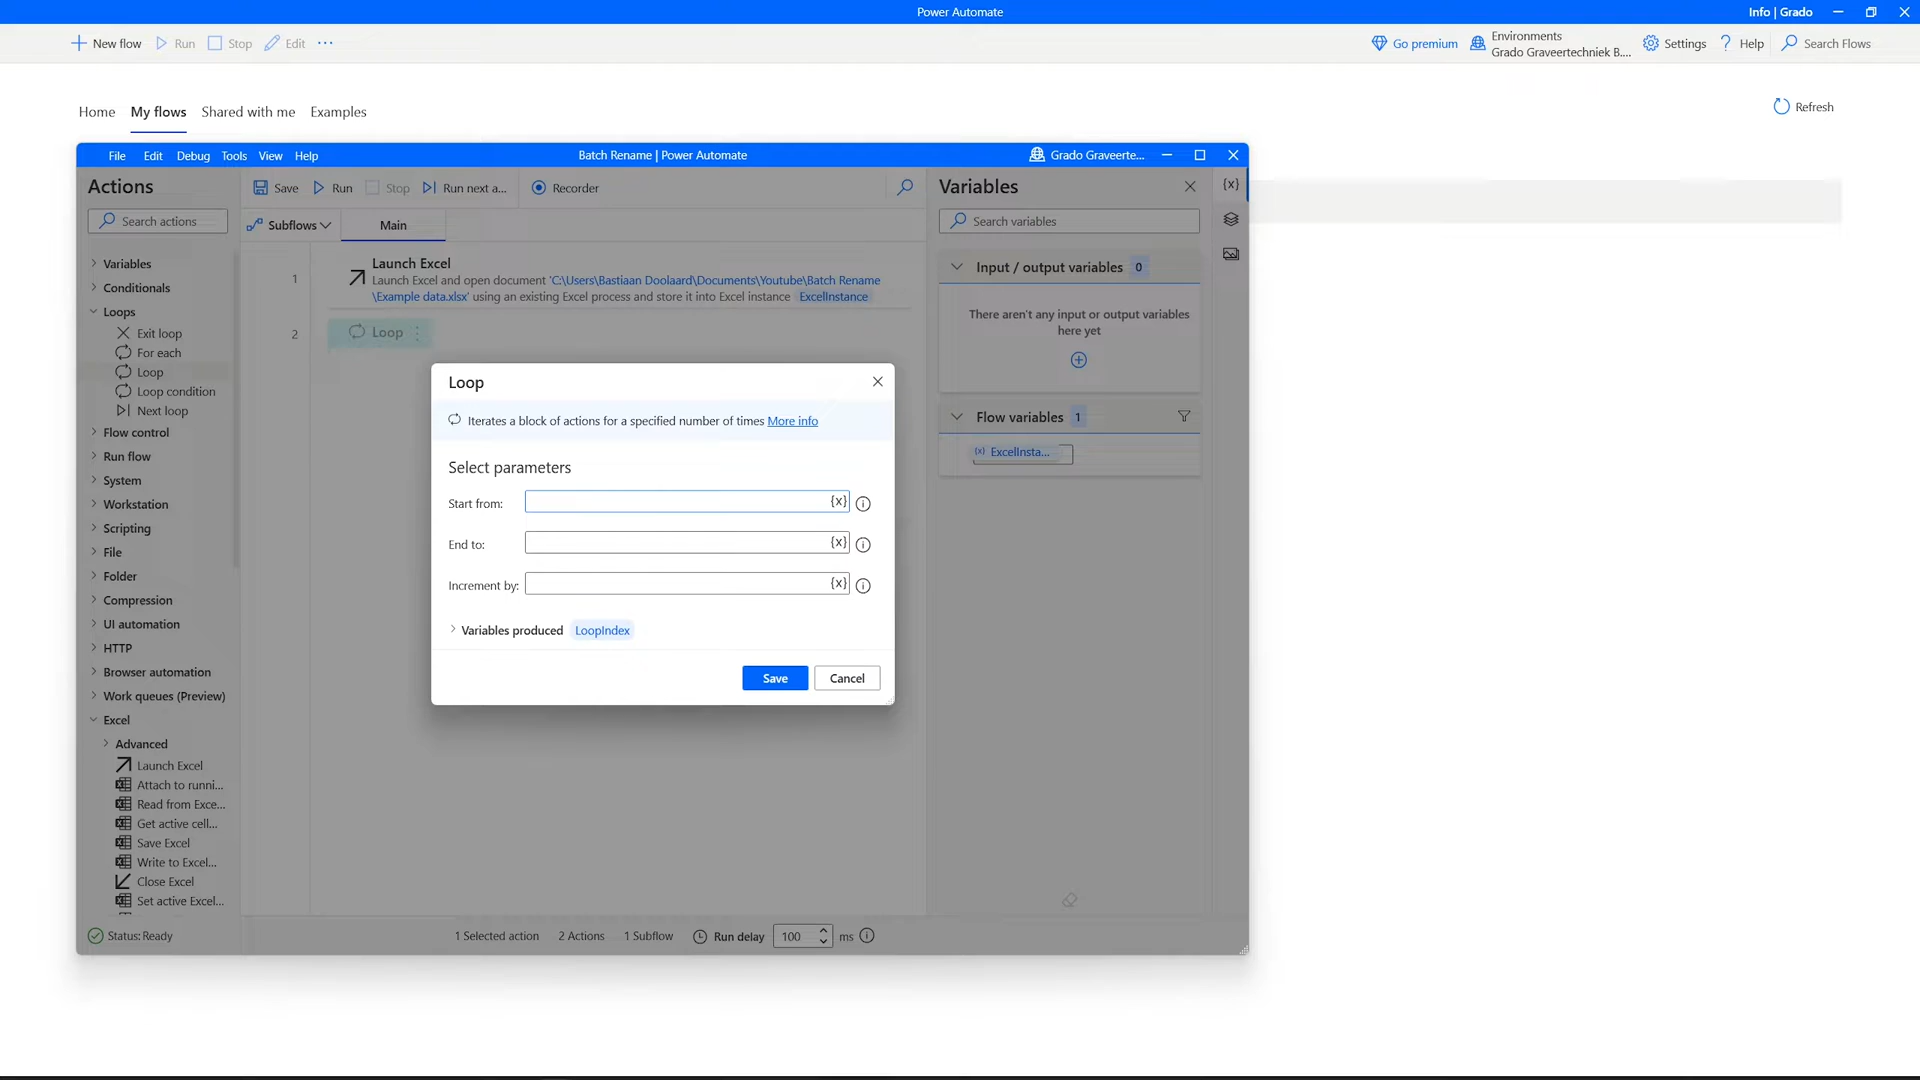 Power Automate
Info | Grado
New flow
Run
Stop
Edit
Go premium
Environments
Grado Graveertechniek B....
Settings
Help
Search Flows
Home
My flows
Shared with me
Examples
Refresh
File
Edit
Debug
Tools
View
Help
Batch Rename | Power Automate
Grado Graveerte...
Actions
Save
Run
Stop
Run next a...
Recorder
Variables
{x}
Search actions
Subflows
Main
Search variables
Variables
Conditionals
Loops
Exit loop
For each
Loop
Loop condition
Next loop
Flow control
Run flow
System
Workstation
Scripting
File
Folder
Compression
UI automation
HTTP
Browser automation
Work queues (Preview)
Excel
Advanced
Launch Excel
Attach to runni...
Read from Exce...
Get active cell...
Save Excel
Write to Excel...
Close Excel
Set active Excel...
1
Launch Excel
Launch Excel and open document 'C:\Users\Bastiaan Doolaard\Documents\Youtube\Batch Rename
\Example data.xlsx' using an existing Excel process and store it into Excel instance ExcelInstance
2
Loop
Loop
Iterates a block of actions for a specified number of times More info
Select parameters
Start from:
{x}
End to:
{x}
Increment by:
{x}
Variables produced LoopIndex
Save
Cancel
Input / output variables 0
There aren't any input or output variables
here yet
Flow variables 1
(x) ExcelInsta...
Status: Ready
1 Selected action
2 Actions
1 Subflow
Run delay
100
ms